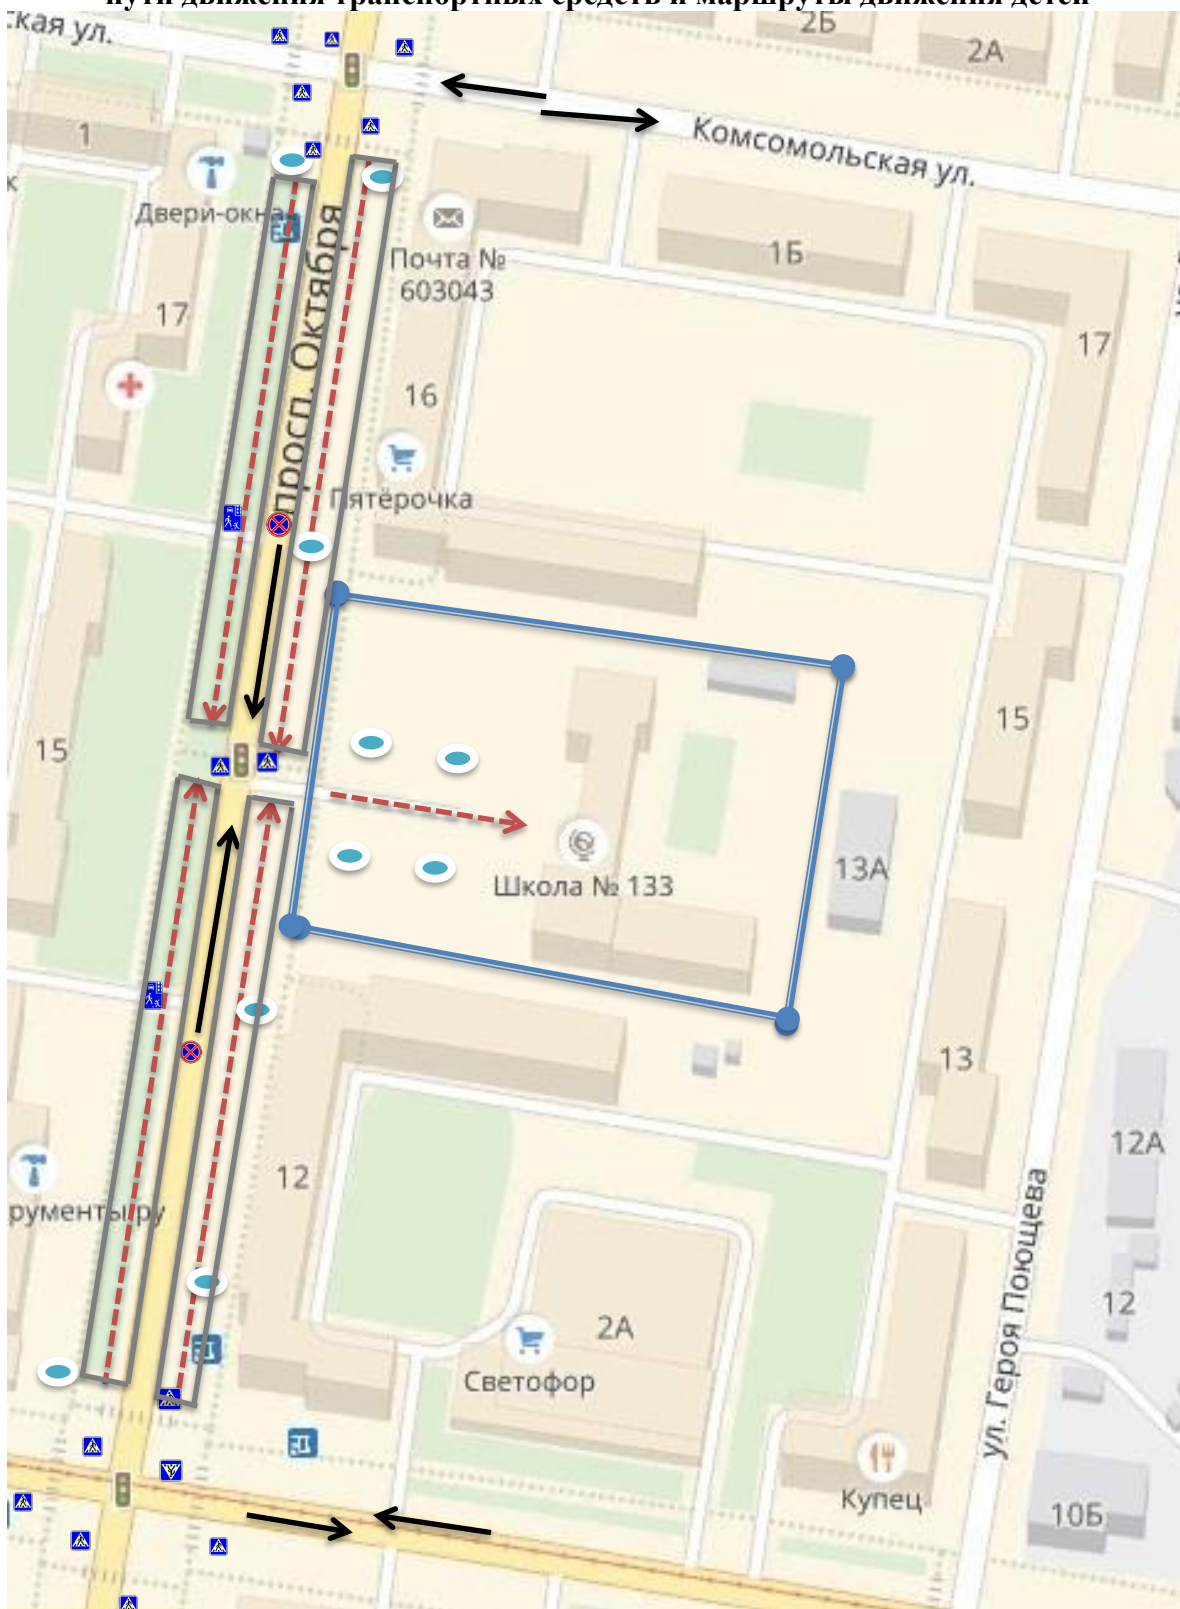 пути движения транспортных средств и маршруты движения детей
ская ул.
2Б
2А
1
Комсомольская ул.
Двери-окна
Почта №
603043
1Б
17
17
просп. Октября
16
Пятёрочка
15
15
13А
Школа № 133
13
12А
12
рументы.ру
ул. Героя Поющева
12
2А
Светофор
Купец
10Б